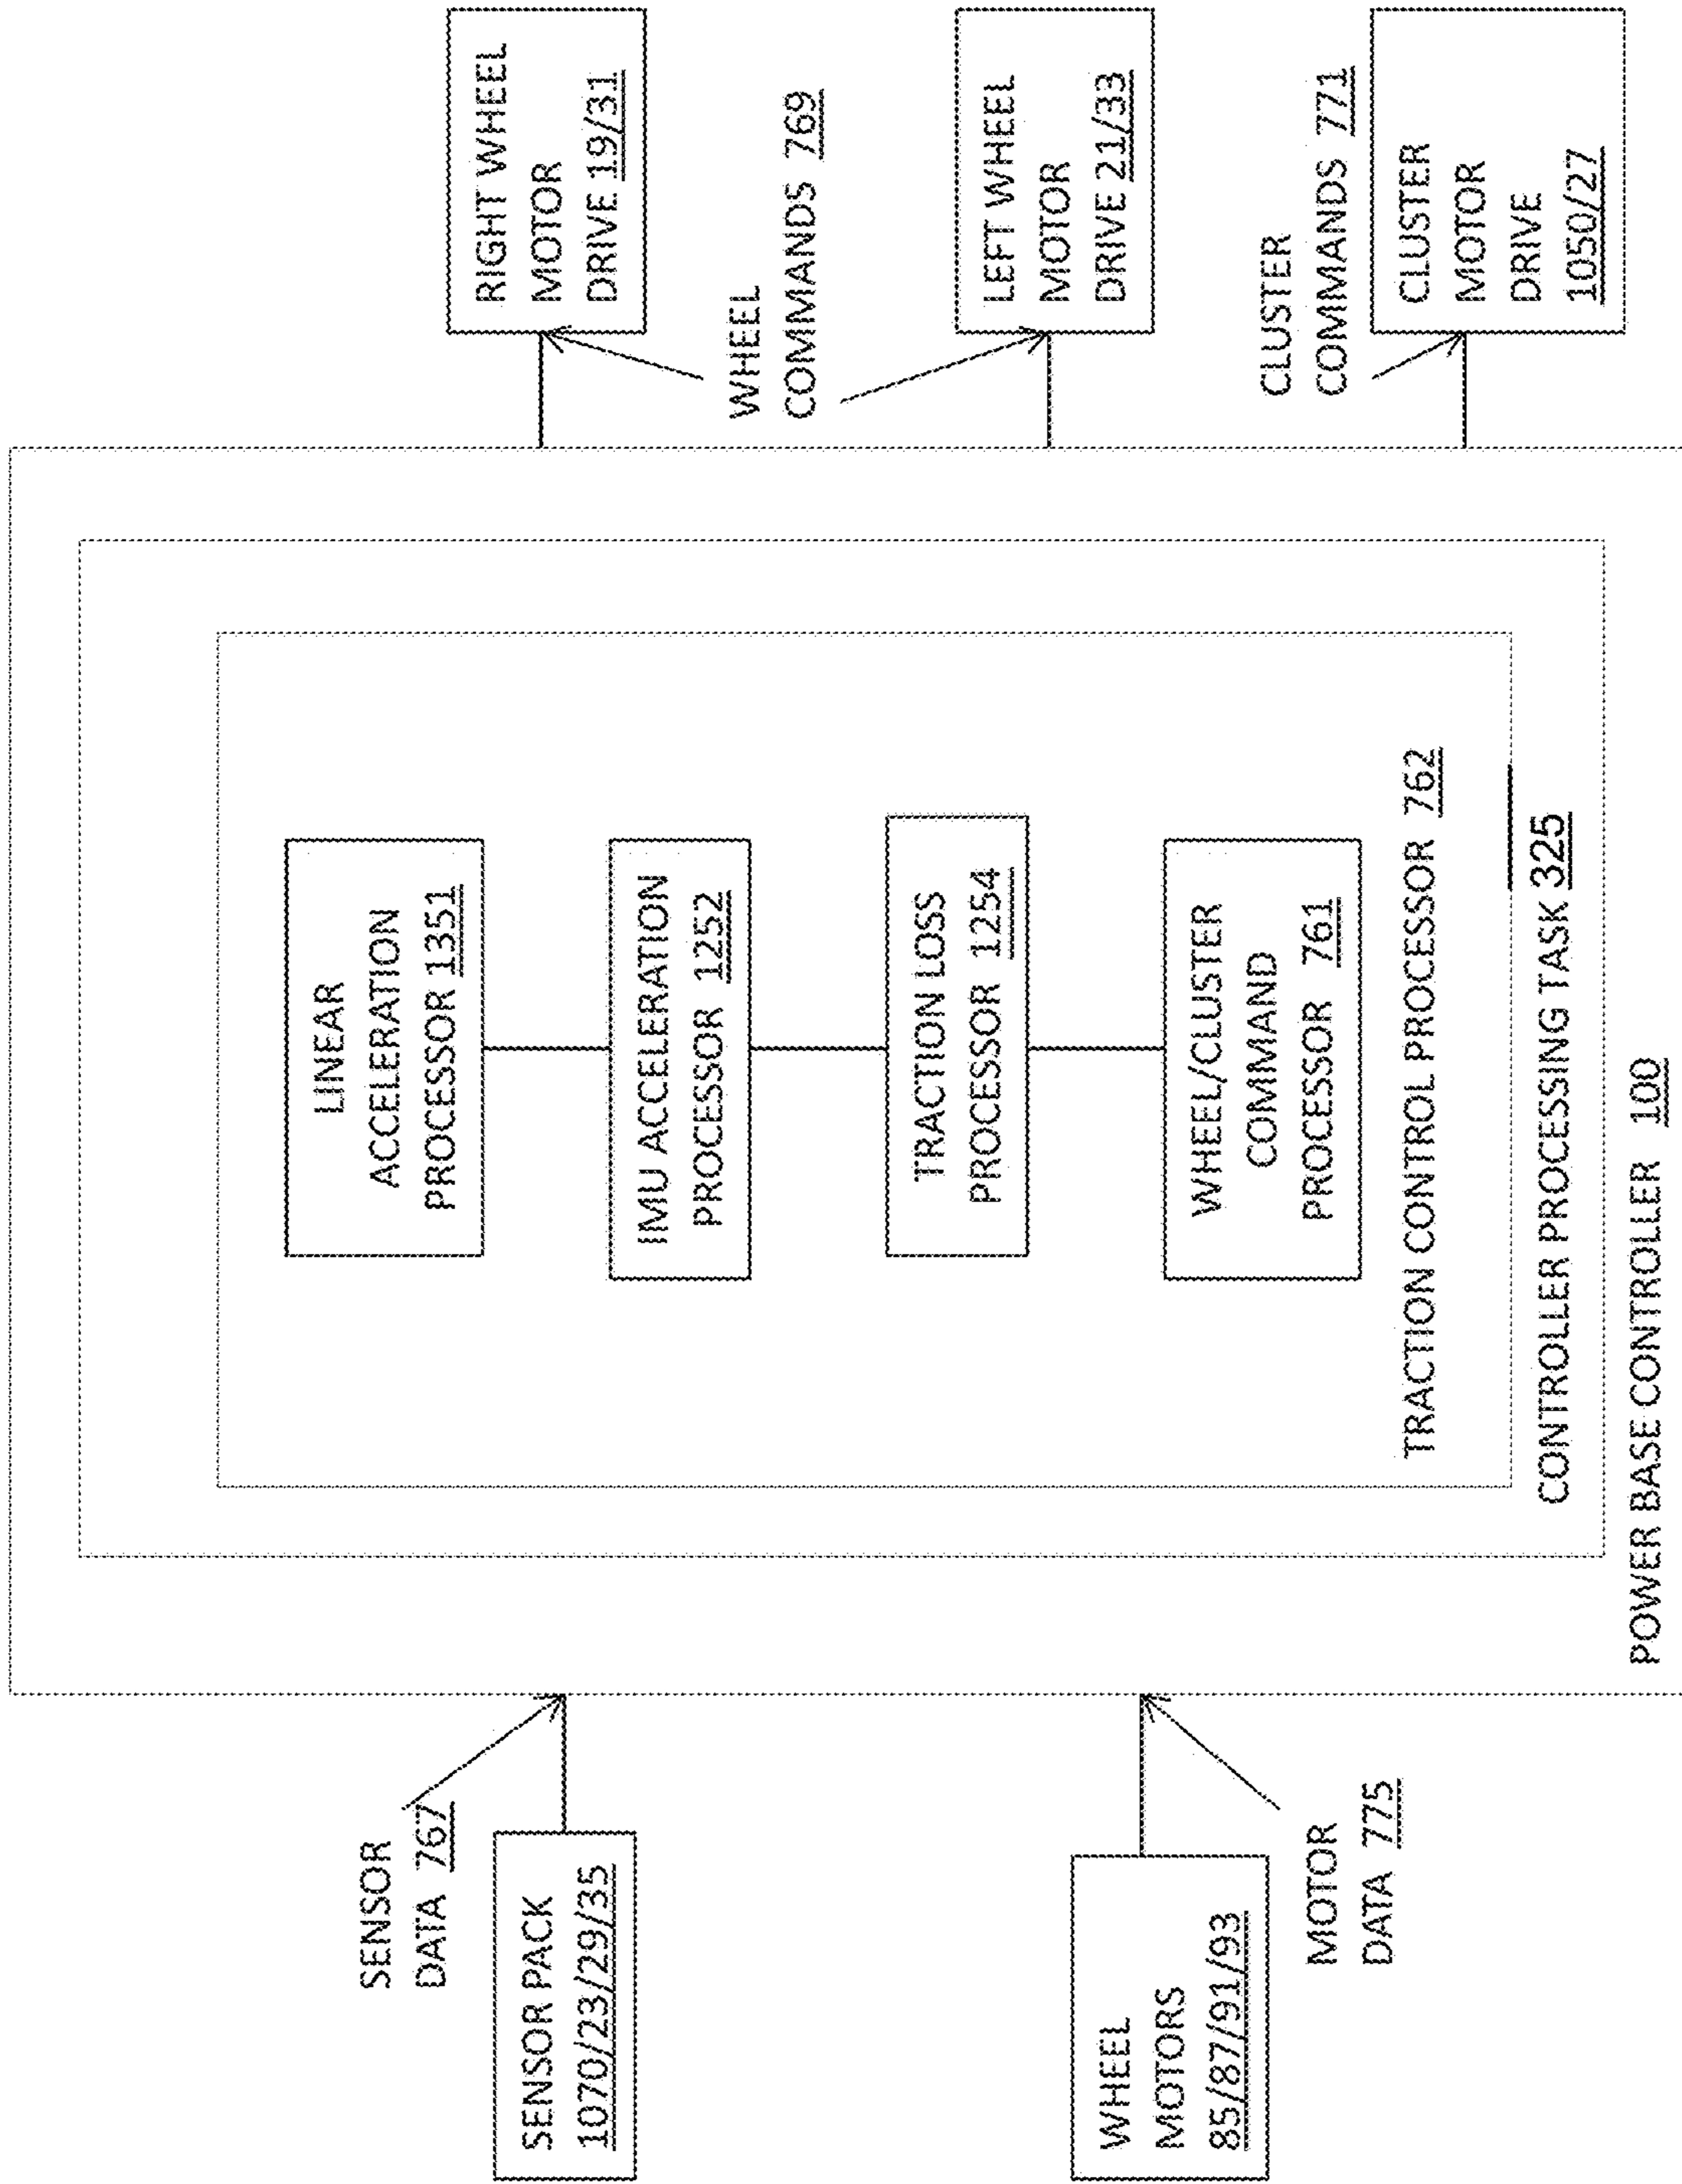 SENSOR
DATA 767
SENSOR PACK
1070/23/29/35
WHEEL
MOTORS
85/87/91/93
MOTOR
DATA 775
LINEAR
ACCELERATION
PROCESSOR 1351
IMU ACCELERATION
PROCESSOR 1252
TRACTION LOSS
PROCESSOR 1254
WHEEL/CLUSTER
COMMAND
PROCESSOR 761
TRACTION CONTROL PROCESSOR 762
CONTROLLER PROCESSING TASK 325
POWER BASE CONTROLLER 100
RIGHT WHEEL
MOTOR
DRIVE 19/31
WHEEL
COMMANDS 769
LEFT WHEEL
MOTOR
DRIVE 21/33
CLUSTER
COMMANDS 771
CLUSTER
MOTOR
DRIVE
1050/27